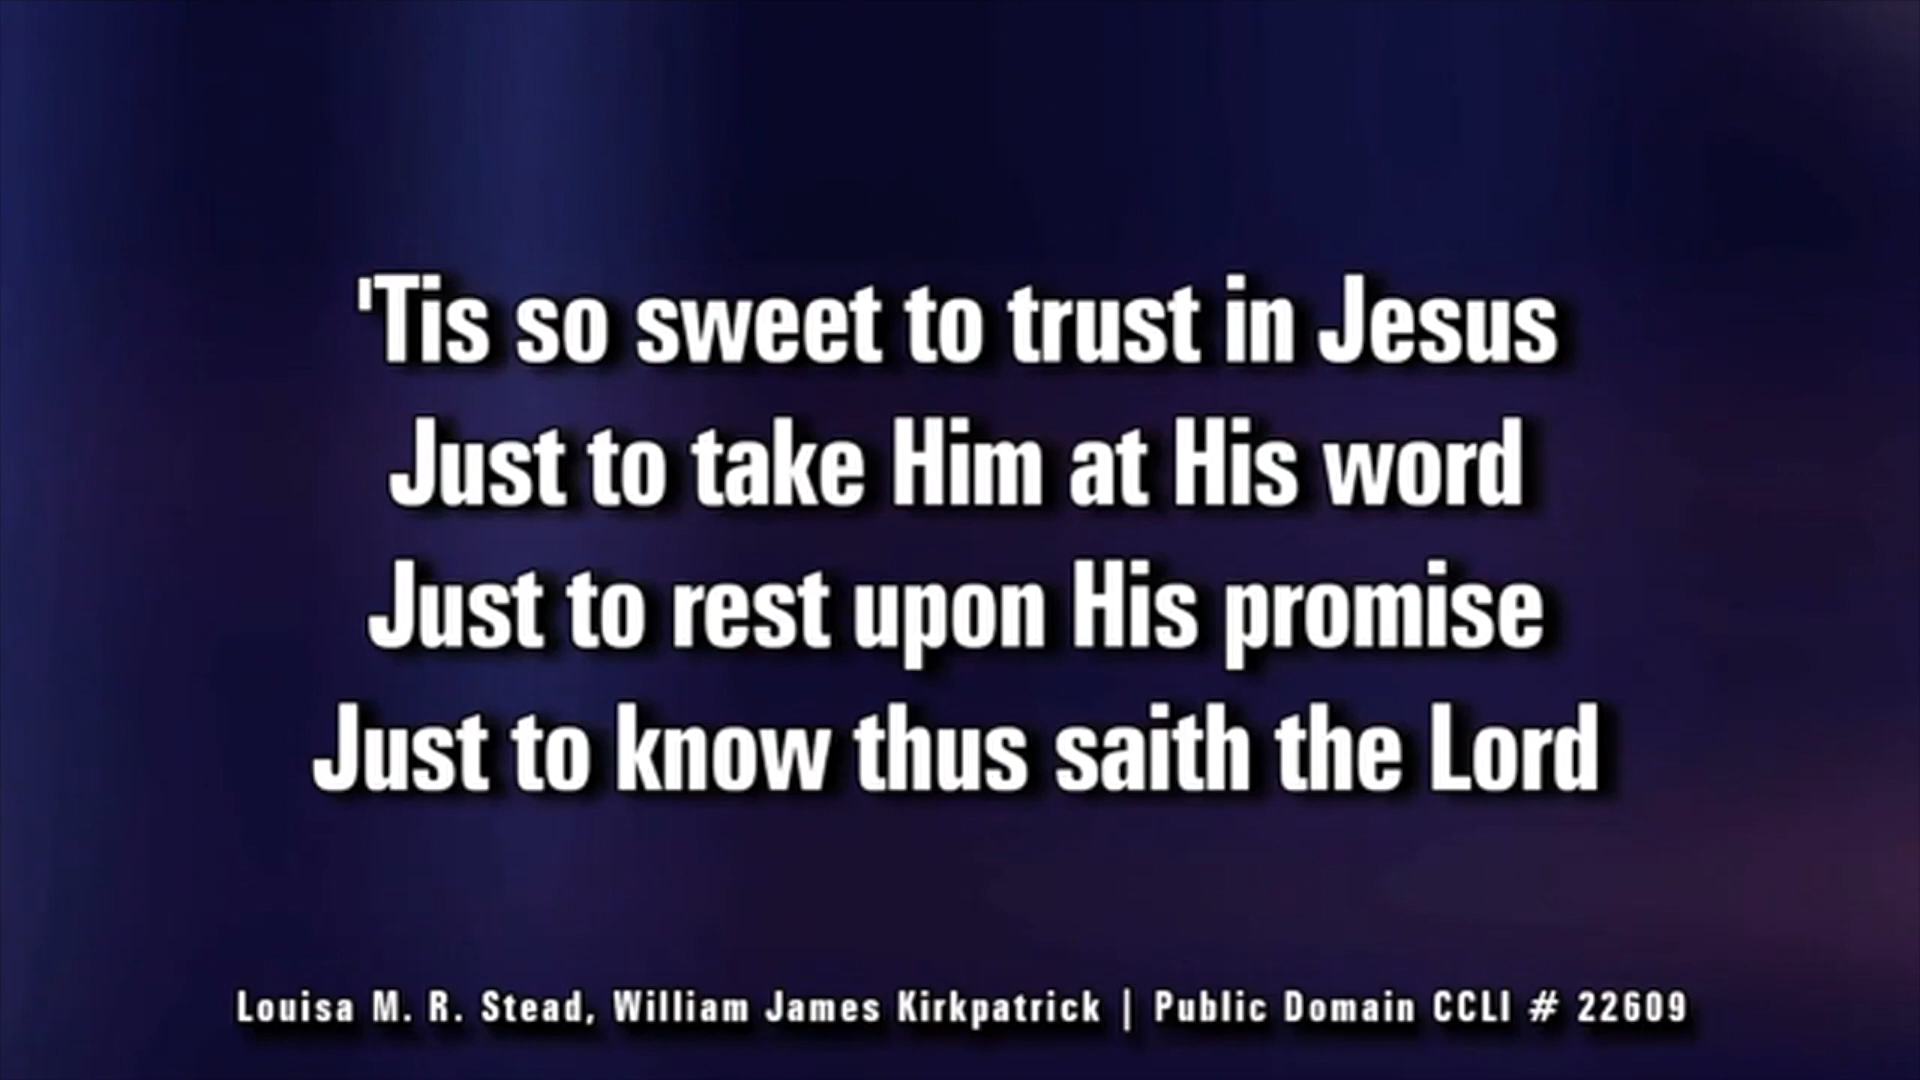 'Tis so sweet to trust in Jesus
Just to take Him at His word
Just to rest upon His promise
Just to know thus saith the Lord
Louisa M. R. Stead, William James Kirkpatrick | Public Domain CCLI # 22609